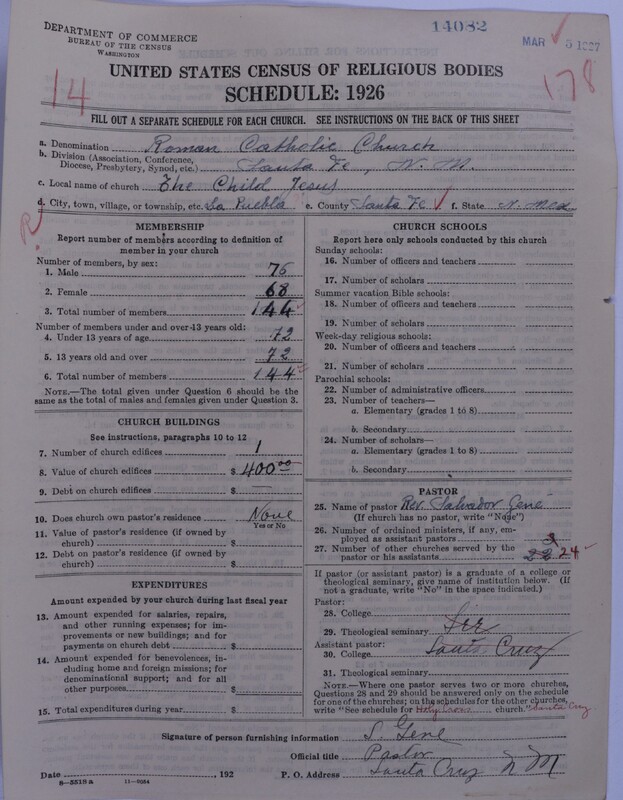 14082
DEPARTMENT OF COMMERCE
BUREAU OF THE CENSUS
WASHINGTON
MAR 5 1927
UNITED STATES CENSUS OF RELIGIOUS BODIES
SCHEDULE: 1926
14
178
FILL OUT A SEPARATE SCHEDULE FOR EACH CHURCH. SEE INSTRUCTIONS ON THE BACK OF THIS SHEET
a. Denomination Roman Catholic Church
b. Division (Association, Conference, Diocese, Presbytery, Synod, etc.) Santa Fe, N. M.
c. Local name of church The Child Jesus
d. City, town, village, or township, etc. La Puebla e. County Santa Fe f. State N. Mex
R
MEMBERSHIP
Report number of members according to definition of
member in your church
Number of members, by sex:
1. Male 76
2. Female 68
3. Total number of members 144
Number of members under and over 13 years old:
4. Under 13 years of age 72
5. 13 years old and over 72
6. Total number of members 144
NOTE.—The total given under Question 6 should be the
same as the total of males and females given under Question 3.
CHURCH BUILDINGS
See instructions, paragraphs 10 to 12
7. Number of church edifices 1
8. Value of church edifices $400 00
9. Debt on church edifices $
10. Does church own pastor's residence None
Yes or No
11. Value of pastor's residence (if owned by
church) $
12. Debt on pastor's residence (if owned by
church) $
EXPENDITURES
Amount expended by your church during last fiscal year
13. Amount expended for salaries, repairs,
and other running expenses; for im-
provements or new buildings; and for
payments on church debt $
14. Amount expended for benevolences, in-
cluding home and foreign missions; for
denominational support; and for all
other purposes $
15. Total expenditures during year $
CHURCH SCHOOLS
Report here only schools conducted by this church
Sunday schools:
16. Number of officers and teachers
17. Number of scholars
Summer vacation Bible schools:
18. Number of officers and teachers
19. Number of scholars
Week-day religious schools:
20. Number of officers and teachers
21. Number of scholars
Parochial schools:
22. Number of administrative officers
23. Number of teachers—
a. Elementary (grades 1 to 8)
b. Secondary
24. Number of scholars—
a. Elementary (grades 1 to 8)
b. Secondary
PASTOR
25. Name of pastor Rev. Salvador Gené
(If church has no pastor, write "None")
26. Number of ordained ministers, if any, em-
ployed as assistant pastors 2
27. Number of other churches served by the
pastor or his assistants 24
If pastor (or assistant pastor) is a graduate of a college or
theological seminary, give name of institution below. (If
not a graduate, write "No" in the space indicated.)
Pastor:
28. College
29. Theological seminary See
Assistant pastor:
30. College Santa Cruz
31. Theological seminary
NOTE.—Where one pastor serves two or more churches,
Questions 28 and 29 should be answered only on the schedule
for one of the churches; on the schedules for the other churches,
write "See schedule for Holy Cross church." Santa Cruz
Signature of person furnishing information S. Gene
Official title Pastor
Date , 192 P. O. Address Santa Cruz N M
8—5519 a 11—9054